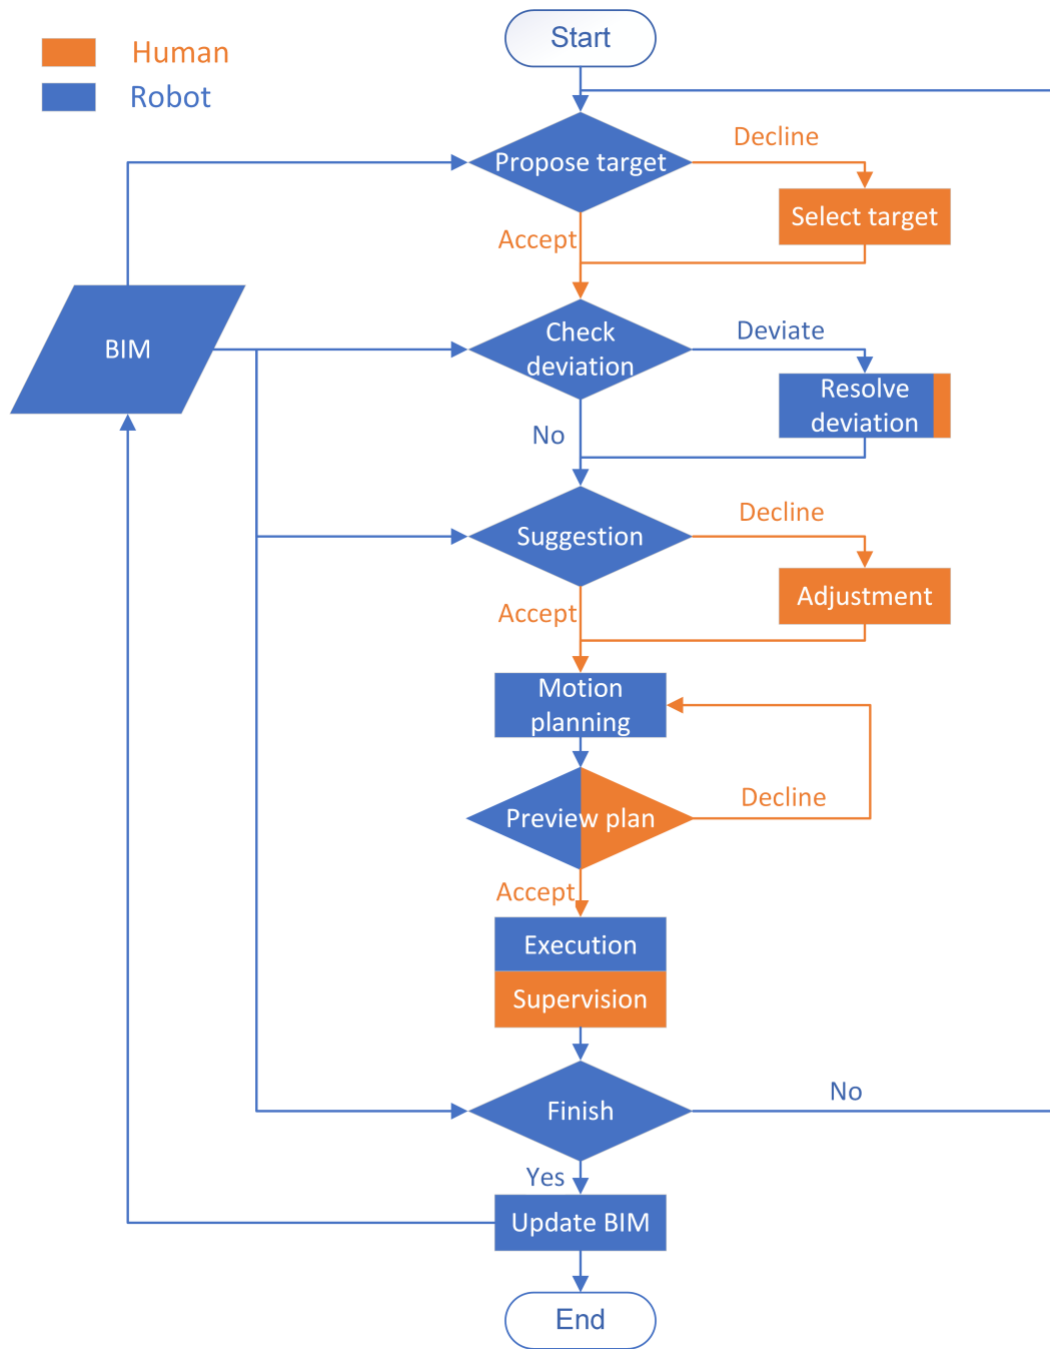 Start
Human
Robot
Decline
Propose target
Select target
Accept
BIM
Check
deviation
Deviate
Resolve
deviation
No
Decline
Suggestion
Adjustment
Accept
Motion
planning
Preview plan
Decline
Accept
Execution
Supervision
Finish
No
Yes
Update BIM
End